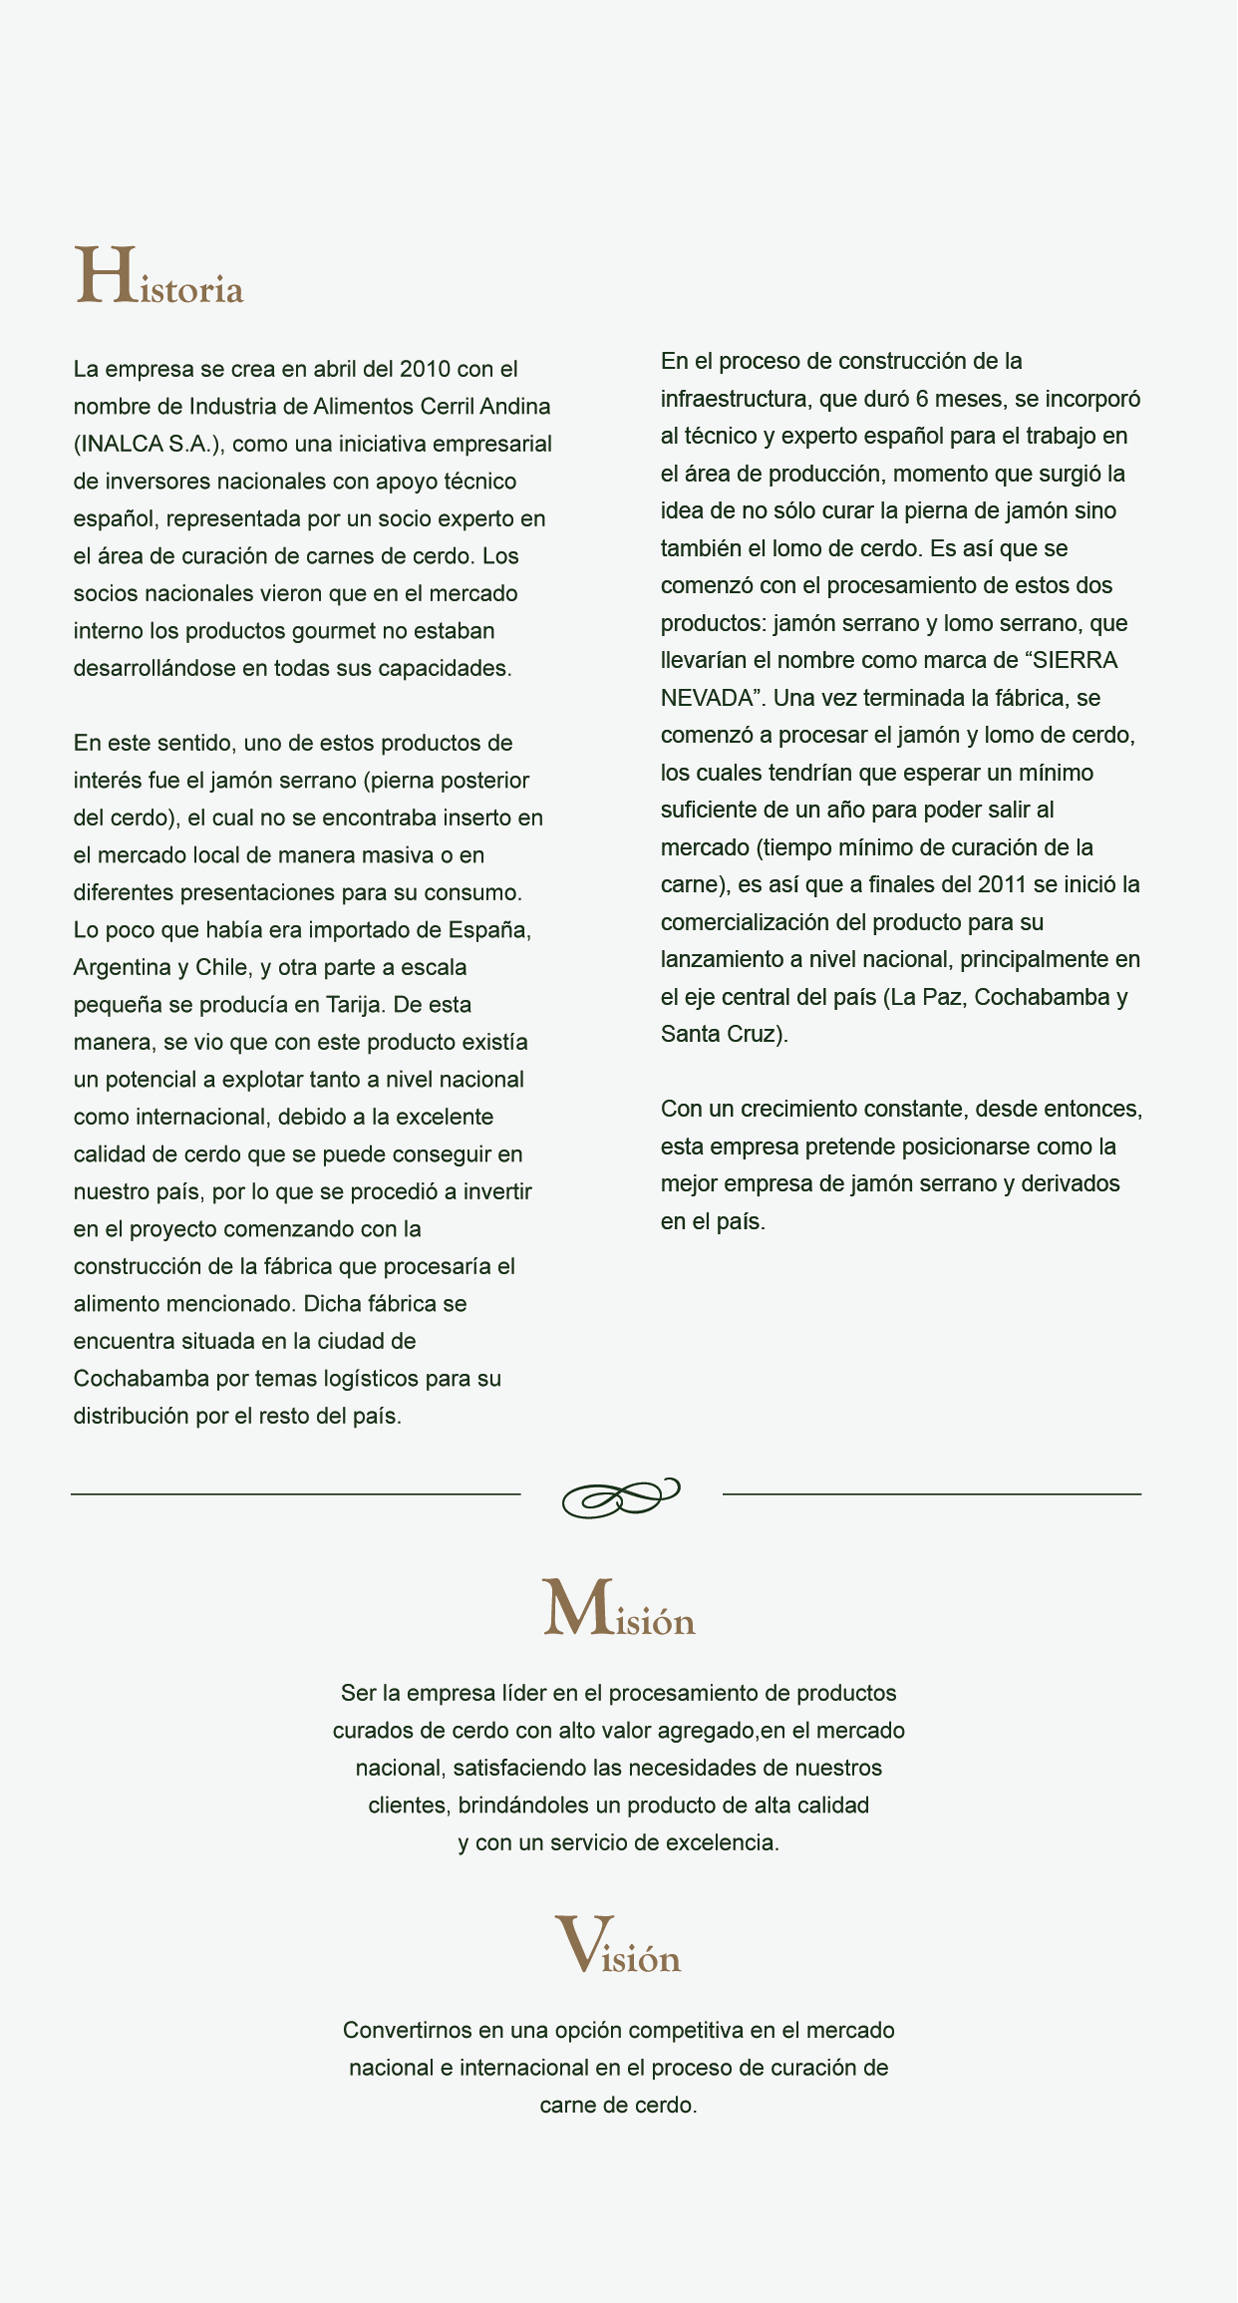 Historia
La empresa se crea en abril del 2010 con el
nombre de Industria de Alimentos Cerril Andina
(INALCA S.A.), como una iniciativa empresarial
de inversores nacionales con apoyo técnico
español, representada por un socio experto en
el área de curación de carnes de cerdo. Los
socios nacionales vieron que en el mercado
interno los productos gourmet no estaban
desarrollándose en todas sus capacidades.
En este sentido, uno de estos productos de
interés fue el jamón serrano (pierna posterior
del cerdo), el cual no se encontraba inserto en
el mercado local de manera masiva o en
diferentes presentaciones para su consumo.
Lo poco que había era importado de España,
Argentina y Chile, y otra parte a escala
pequeña se producía en Tarija. De esta
manera, se vio que con este producto existía
un potencial a explotar tanto a nivel nacional
como internacional, debido a la excelente
calidad de cerdo que se puede conseguir en
nuestro país, por lo que se procedió a invertir
en el proyecto comenzando con la
construcción de la fábrica que procesaría el
alimento mencionado. Dicha fábrica se
encuentra situada en la ciudad de
Cochabamba por temas logísticos para su
distribución por el resto del país.
En el proceso de construcción de la
infraestructura, que duró 6 meses, se incorporó
al técnico y experto español para el trabajo en
el área de producción, momento que surgió la
idea de no sólo curar la pierna de jamón sino
también el lomo de cerdo. Es así que se
comenzó con el procesamiento de estos dos
productos: jamón serrano y lomo serrano, que
llevarían el nombre como marca de “SIERRA
NEVADA”. Una vez terminada la fábrica, se
comenzó a procesar el jamón y lomo de cerdo,
los cuales tendrían que esperar un mínimo
suficiente de un año para poder salir al
mercado (tiempo mínimo de curación de la
carne), es así que a finales del 2011 se inició la
comercialización del producto para su
lanzamiento a nivel nacional, principalmente en
el eje central del país (La Paz, Cochabamba y
Santa Cruz).
Con un crecimiento constante, desde entonces,
esta empresa pretende posicionarse como la
mejor empresa de jamón serrano y derivados
en el país.
Misión
Ser la empresa líder en el procesamiento de productos
curados de cerdo con alto valor agregado,en el mercado
nacional, satisfaciendo las necesidades de nuestros
clientes, brindándoles un producto de alta calidad
y con un servicio de excelencia.
Visión
Convertirnos en una opción competitiva en el mercado
nacional e internacional en el proceso de curación de
carne de cerdo.